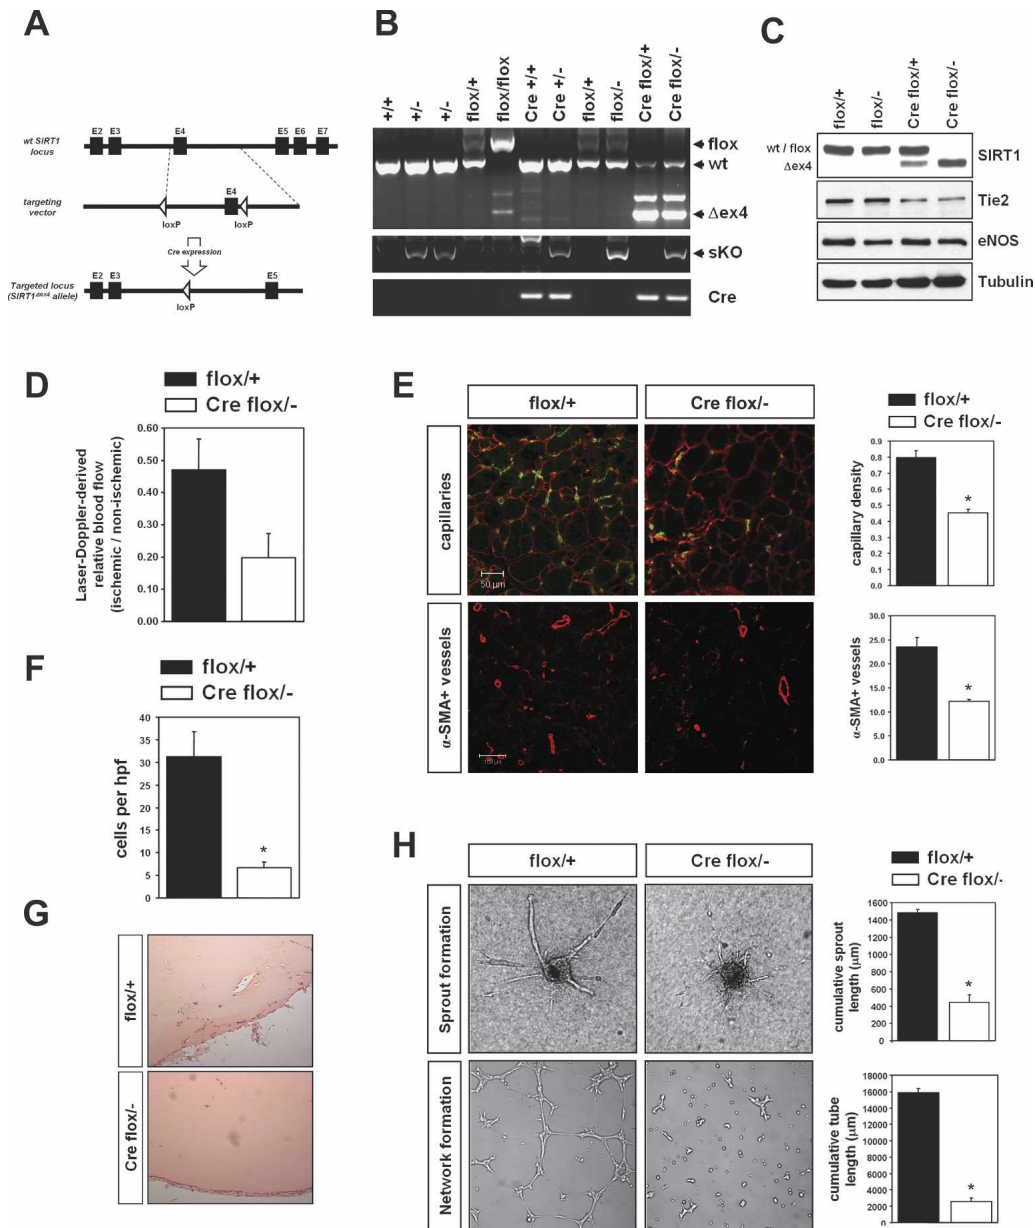 A
E2 E3 E4 E5 E6 E7
wt SIRT1
locus
E4
targeting
vector
loxP loxP
Cre expression
E2 E3 E5
Targeted locus
(SIRT1Δex4 allele)
loxP
B
+/+ +/- +/- flox/+ flox/flox Cre +/+ Cre +/- flox/+ flox/- Cre flox/+ Cre flox/-
flox
wt
Δex4
sKO
Cre
C
flox/+ flox/- Cre flox/+ Cre flox/-
wt / flox
Δex4
SIRT1
Tie2
eNOS
Tubulin
D
flox/+
Cre flox/-
Laser-Doppler-derived
relative blood flow
(ischemic / non-ischemic)
0.60
0.50
0.40
0.30
0.20
0.10
0.00
E
flox/+ Cre flox/-
capillaries
50 μm
α-SMA+ vessels
100 μm
flox/+
Cre flox/-
capillary density
0.8
0.7
0.6
0.5
0.4
0.3
0.2
0.1
0.0
*
α-SMA+ vessels
30.0
25.0
20.0
15.0
10.0
5.0
0.0
*
F
flox/+
Cre flox/-
cells per hpf
40
35
30
25
20
15
10
5
0
*
G
flox/+
Cre flox/-
H
flox/+ Cre flox/-
Sprout formation
Network formation
flox/+
Cre flox/-
cumulative sprout
length (μm)
1600
1400
1200
1000
800
600
400
200
0
*
cumulative tube
length (μm)
18000
16000
14000
12000
10000
8000
6000
4000
2000
0
*